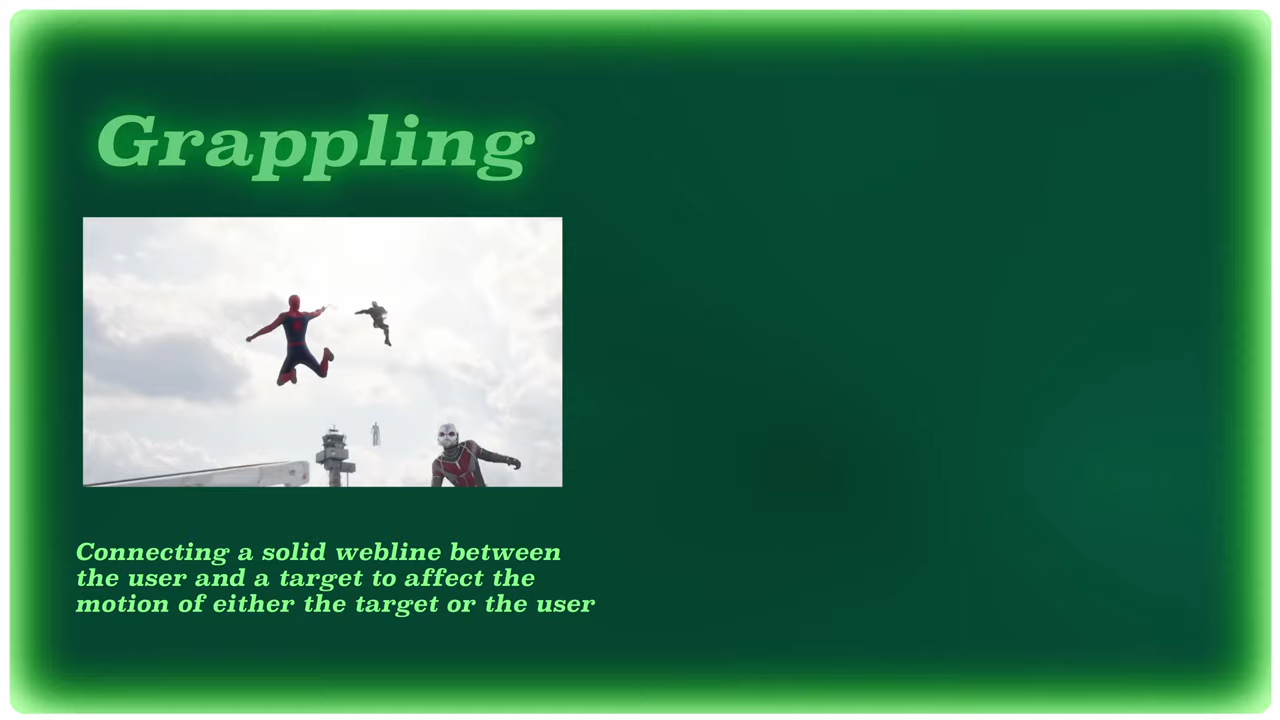 Grappling
Connecting a solid webline between
the user and a target to affect the
motion of either the target or the user